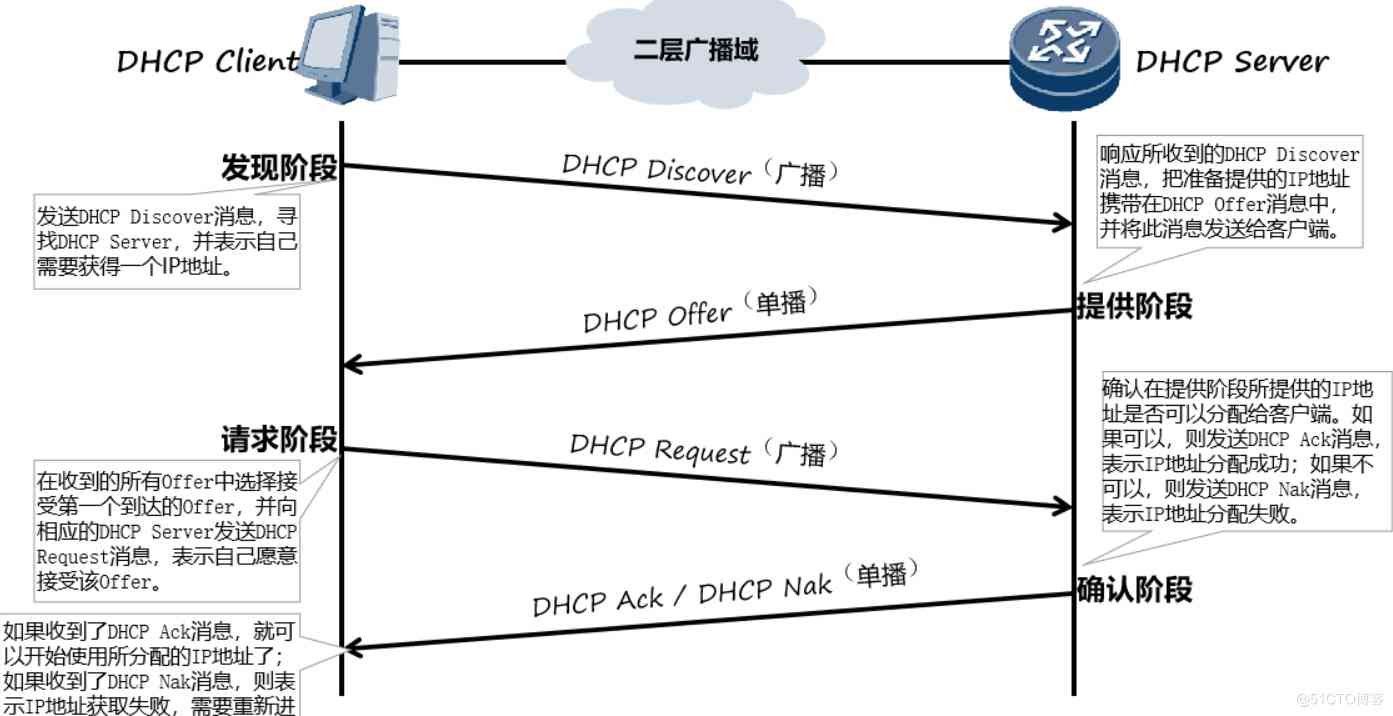 DHCP Client
二层广播域
DHCP Server
发现阶段
发送DHCP Discover消息，寻
找DHCP Server，并表示自己
需要获得一个IP地址。
DHCP Discover（广播）
响应所收到的DHCP Discover
消息，把准备提供的IP地址
携带在DHCP Offer消息中，
并将此消息发送给客户端。
DHCP Offer（单播）
提供阶段
请求阶段
在收到的所有Offer中选择接
受第一个到达的Offer，并向
相应的DHCP Server发送DHCP
Request消息，表示自己愿意
接受该Offer。
DHCP Request（广播）
确认在提供阶段所提供的IP地
址是否可以分配给客户端。如
果可以，则发送DHCP Ack消息，
表示IP地址分配成功；如果不
可以，则发送DHCP Nak消息，
表示IP地址分配失败。
DHCP Ack / DHCP Nak（单播）
确认阶段
如果收到了DHCP Ack消息，就可
以开始使用所分配的IP地址了；
如果收到了DHCP Nak消息，则表
示IP地址获取失败，需要重新进
@51CTO博客